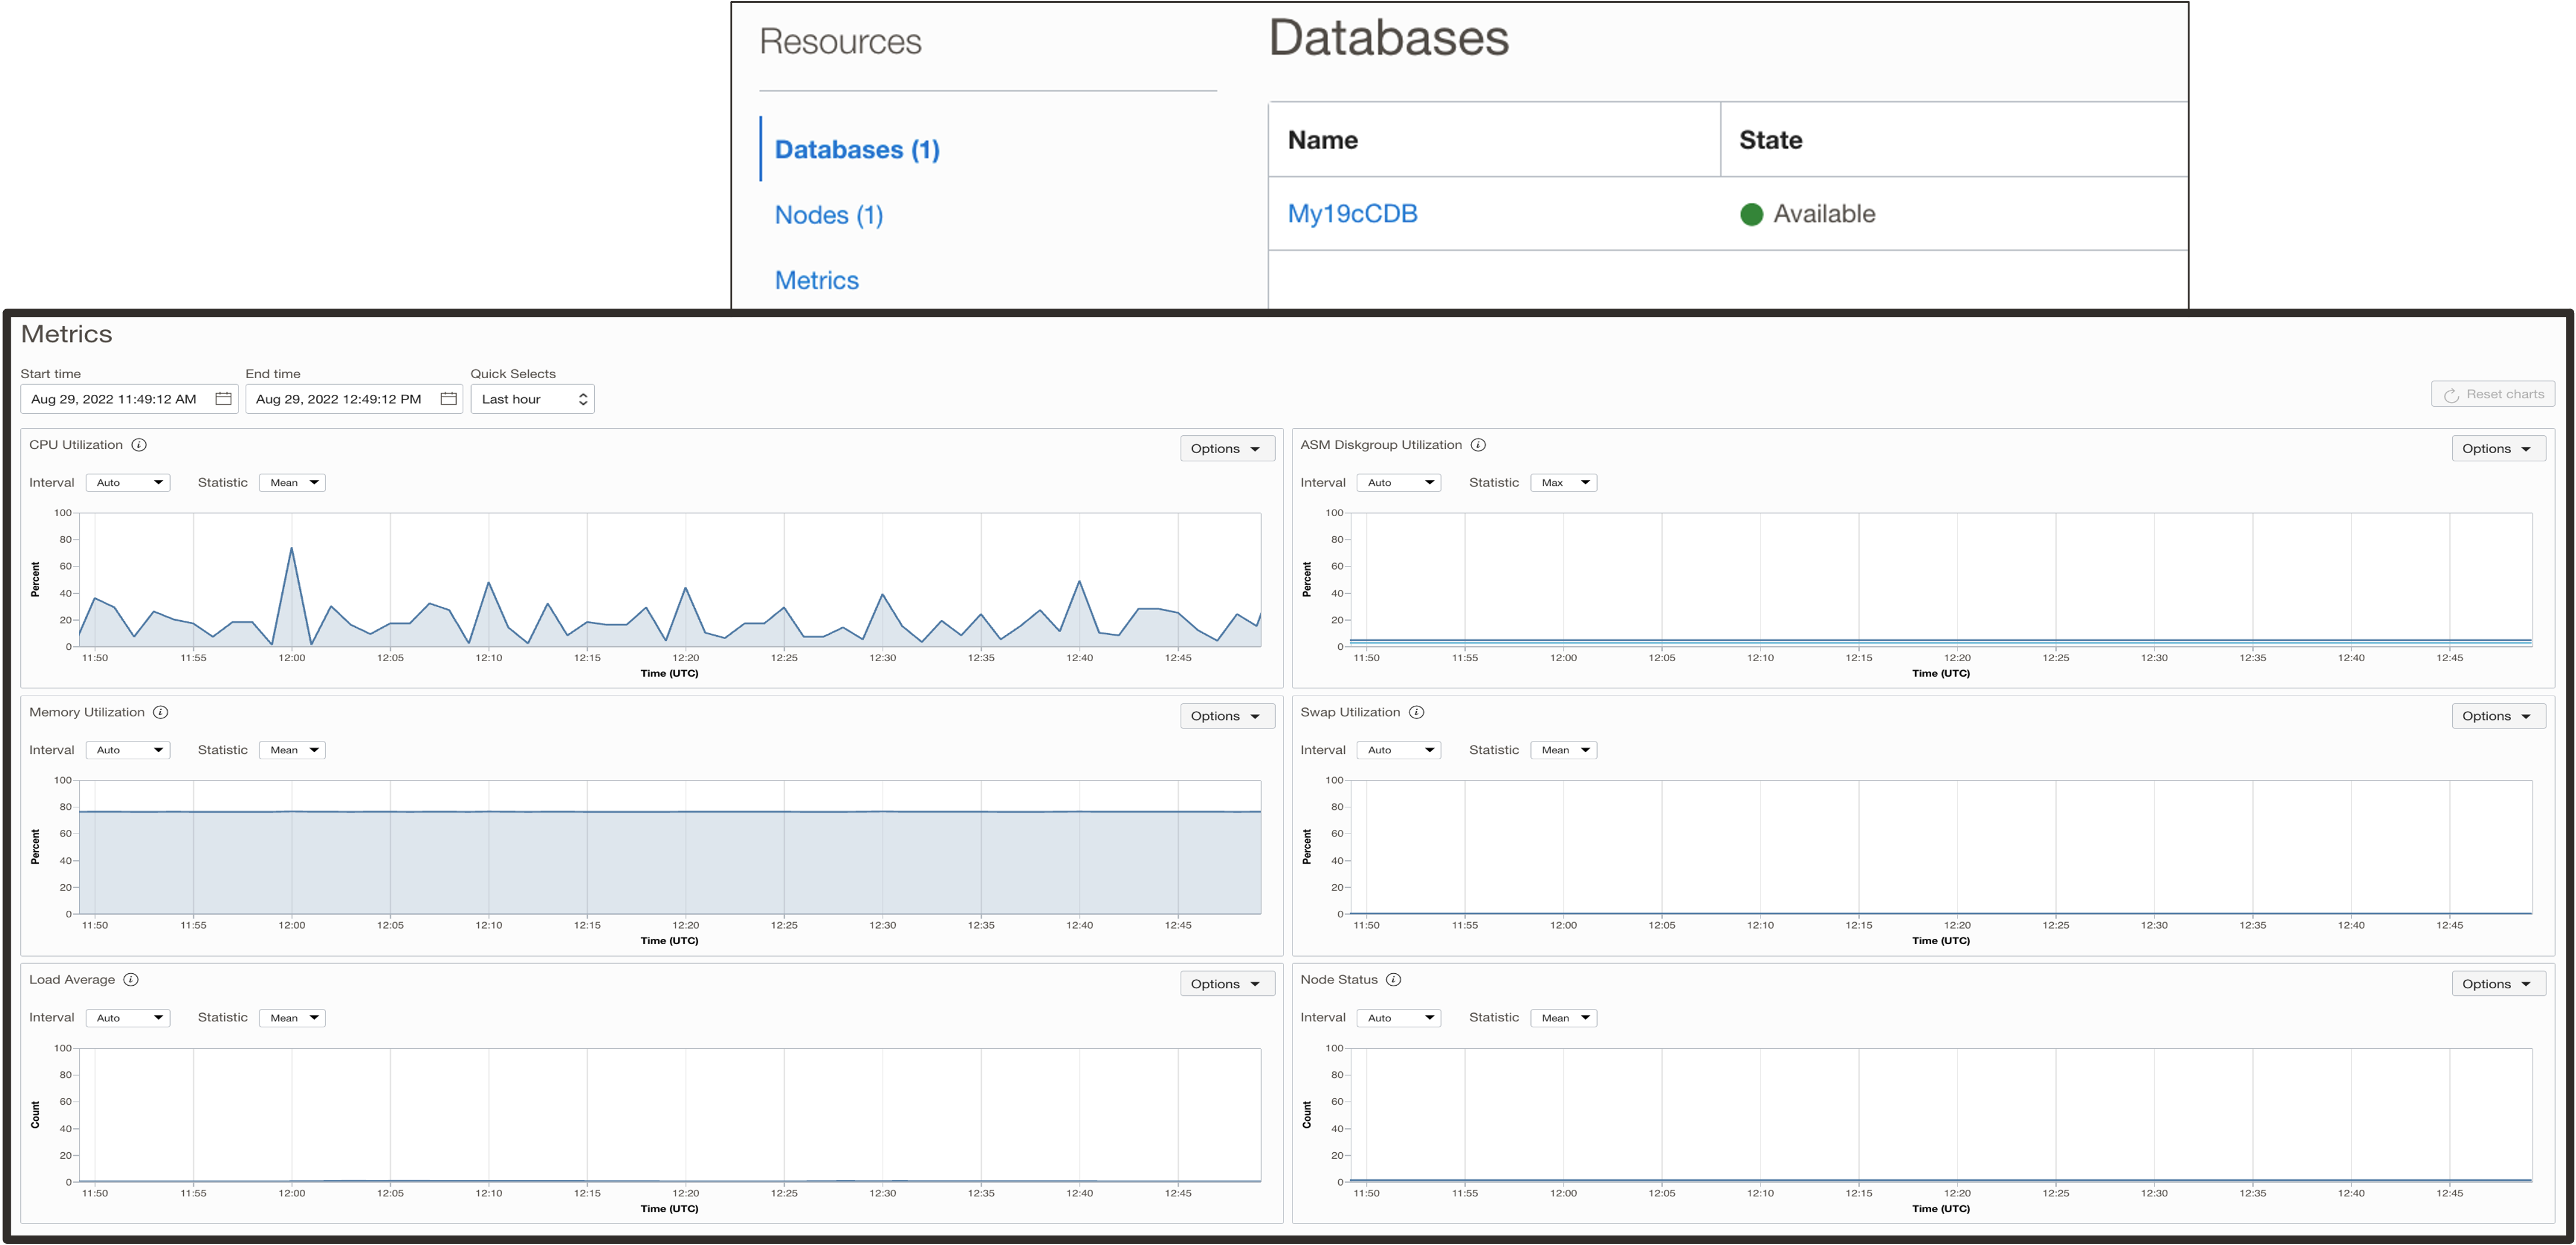 Resources
Databases
Databases (1)
Nodes (1)
Metrics
Name State
My19cCDB Available
Metrics
Start time End time Quick Selects
Aug 29, 2022 11:49:12 AM Aug 29, 2022 12:49:12 PM Last hour Reset charts
CPU Utilization Options
Interval Auto Statistic Mean
100
80
60
40
20
0
Percent
11:50 11:55 12:00 12:05 12:10 12:15 12:20 12:25 12:30 12:35 12:40 12:45
Time (UTC)
ASM Diskgroup Utilization Options
Interval Auto Statistic Max
100
80
60
40
20
0
Percent
11:50 11:55 12:00 12:05 12:10 12:15 12:20 12:25 12:30 12:35 12:40 12:45
Time (UTC)
Memory Utilization Options
Interval Auto Statistic Mean
100
80
60
40
20
0
Percent
11:50 11:55 12:00 12:05 12:10 12:15 12:20 12:25 12:30 12:35 12:40 12:45
Time (UTC)
Swap Utilization Options
Interval Auto Statistic Mean
100
80
60
40
20
0
Percent
11:50 11:55 12:00 12:05 12:10 12:15 12:20 12:25 12:30 12:35 12:40 12:45
Time (UTC)
Load Average Options
Interval Auto Statistic Mean
100
80
60
40
20
0
Count
11:50 11:55 12:00 12:05 12:10 12:15 12:20 12:25 12:30 12:35 12:40 12:45
Time (UTC)
Node Status Options
Interval Auto Statistic Mean
100
80
60
40
20
0
Count
11:50 11:55 12:00 12:05 12:10 12:15 12:20 12:25 12:30 12:35 12:40 12:45
Time (UTC)